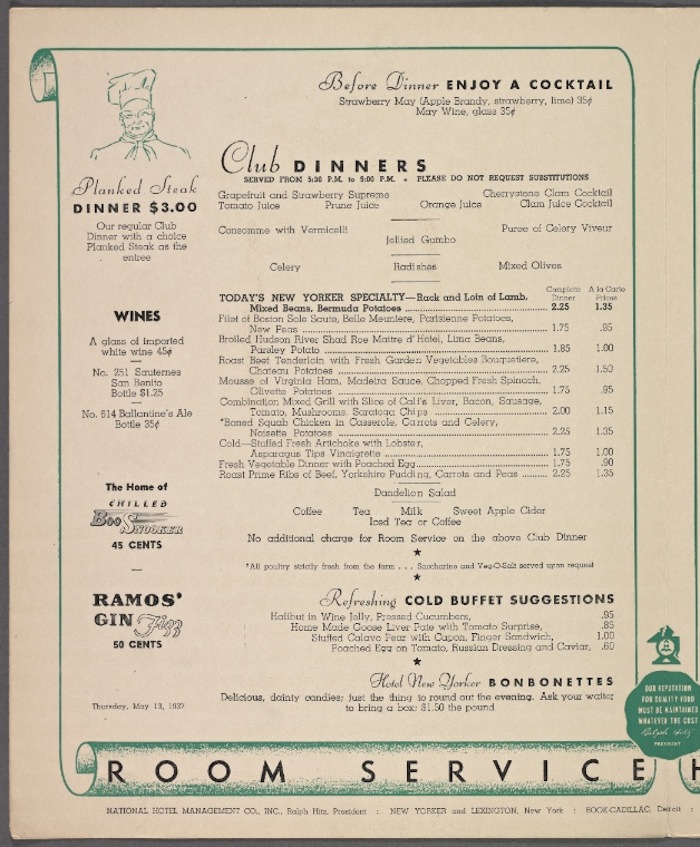 Before Dinner ENJOY A COCKTAIL
Strawberry May (Apple Brandy, strawberry, lime) 35¢
May Wine, glass 35¢
Club DINNERS
SERVED FROM 5:30 P.M. to 9:00 P.M. • PLEASE DO NOT REQUEST SUBSTITUTIONS
Grapefruit and Strawberry Supreme Cherrystone Clam Cocktail
Tomato Juice Prune Juice Orange Juice Clam Juice Cocktail
Consomme with Vermicelli Puree of Celery Viveur
Jellied Gumbo
Celery Radishes Mixed Olives
Complete Dinner A la Carte Prices
TODAY'S NEW YORKER SPECIALTY—Rack and Loin of Lamb,
Mixed Beans, Bermuda Potatoes 2.25 1.35
Filet of Boston Sole Saute, Belle Meuniere, Parisienne Potatoes,
New Peas 1.75 .95
Broiled Hudson River Shad Roe Maitre d'Hotel, Lima Beans,
Parsley Potato 1.85 1.00
Roast Beef Tenderloin with Fresh Garden Vegetables Bouquetiere,
Chateau Potatoes 2.25 1.50
Mousse of Virginia Ham, Madeira Sauce, Chopped Fresh Spinach,
Olivette Potatoes 1.75 .95
Combination Mixed Grill with Slice of Calf's Liver, Bacon, Sausage,
Tomato, Mushrooms, Saratoga Chips 2.00 1.15
*Boned Squab Chicken in Casserole, Carrots and Celery,
Noisette Potatoes 2.25 1.35
Cold—Stuffed Fresh Artichoke with Lobster,
Asparagus Tips Vinaigrette 1.75 1.00
Fresh Vegetable Dinner with Poached Egg 1.75 .90
Roast Prime Ribs of Beef, Yorkshire Pudding, Carrots and Peas 2.25 1.35
Dandelion Salad
Coffee Tea Milk Sweet Apple Cider
Iced Tea or Coffee
No additional charge for Room Service on the above Club Dinner
*All poultry strictly fresh from the farm . . . Saccharine and Veg-O-Salt served upon request
Refreshing COLD BUFFET SUGGESTIONS
Halibut in Wine Jelly, Pressed Cucumbers, .95
Home Made Goose Liver Pate with Tomato Surprise, .85
Stuffed Calavo Pear with Capon, Finger Sandwich, 1.00
Poached Egg on Tomato, Russian Dressing and Caviar, .60
Hotel New Yorker BONBONETTES
Delicious, dainty candies; just the thing to round out the evening. Ask your waiter
to bring a box; $1.50 the pound
Planked Steak
DINNER $3.00
Our regular Club
Dinner with a choice
Planked Steak as the
entree
WINES
A glass of imported
white wine 45¢
No. 251 Sauternes
San Benito
Bottle $1.25
No. 614 Ballantine's Ale
Bottle 35¢
The Home of
CHILLED
Boo Snooker
45 CENTS
RAMOS'
GIN Fizz
50 CENTS
Thursday, May 13, 1937
OUR REPUTATION
FOR QUALITY FOOD
MUST BE MAINTAINED
WHATEVER THE COST
Ralph Hitz
PRESIDENT
ROOM SERVICE H
NATIONAL HOTEL MANAGEMENT CO., INC., Ralph Hitz, President : NEW YORKER and LEXINGTON, New York : BOOK-CADILLAC, Detroit :